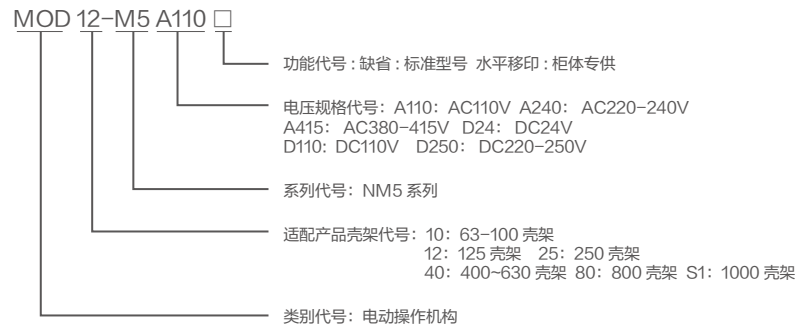 MOD 12-M5 A110 □
功能代号：缺省：标准型号 水平移印：柜体专供
电压规格代号：A110：AC110V A240：AC220-240V
A415：AC380-415V D24：DC24V
D110：DC110V D250：DC220-250V
系列代号：NM5 系列
适配产品壳架代号：10：63-100 壳架
12：125 壳架 25：250 壳架
40：400~630 壳架 80：800 壳架 S1：1000 壳架
类别代号：电动操作机构